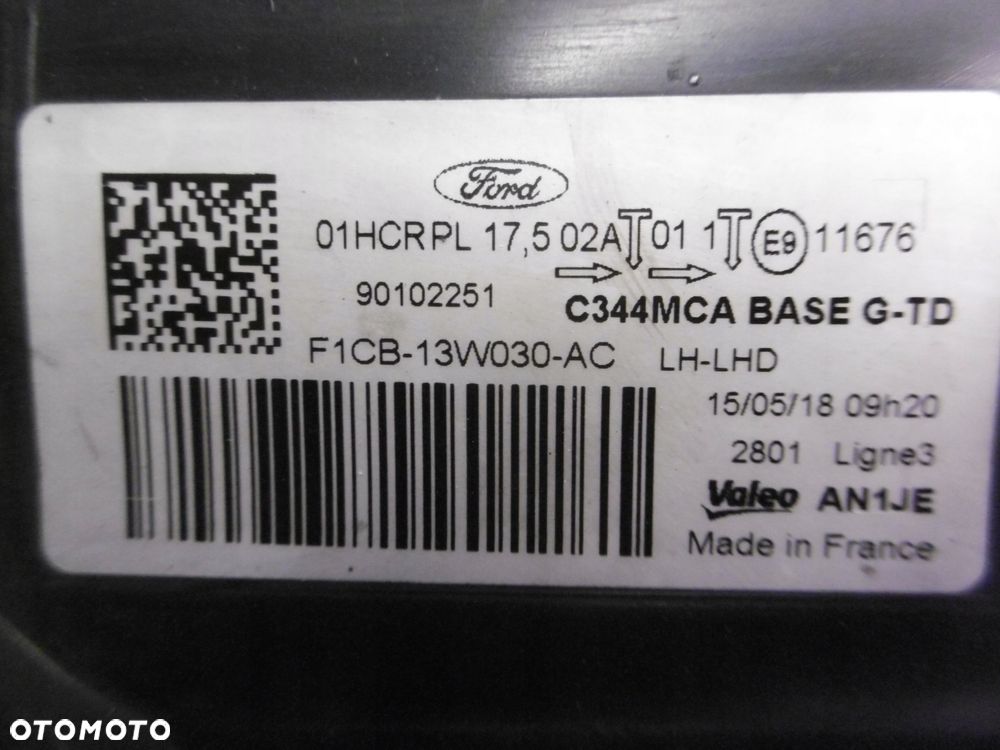 Ford
01HCRPL 17,5 02A 01 1 E9 11676
90102251
C344MCA BASE G-TD
F1CB-13W030-AC LH-LHD
15/05/18 09h20
2801 Ligne3
Valeo AN1JE
Made in France
OTOMOTO